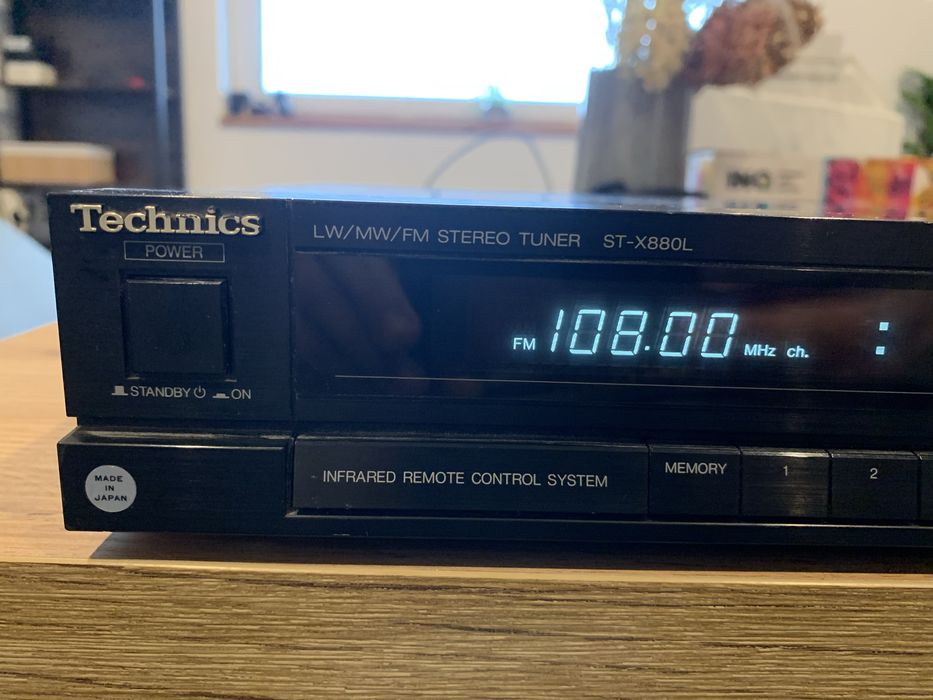 Technics
POWER
STANDBY ON
LW/MW/FM STEREO TUNER ST-X880L
FM 108.00 MHz ch. :
MADE
IN
JAPAN
INFRARED REMOTE CONTROL SYSTEM
MEMORY 1 2